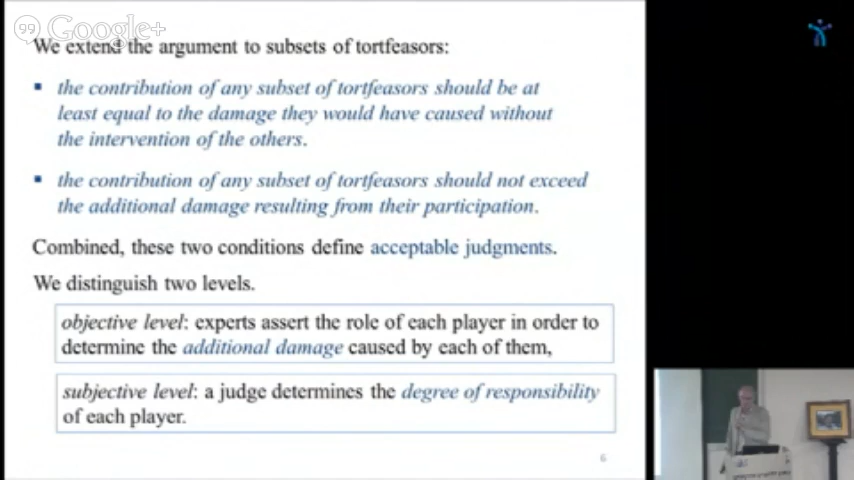 Google+
We extend the argument to subsets of tortfeasors:
▪ the contribution of any subset of tortfeasors should be at
least equal to the damage they would have caused without
the intervention of the others.
▪ the contribution of any subset of tortfeasors should not exceed
the additional damage resulting from their participation.
Combined, these two conditions define acceptable judgments.
We distinguish two levels.
objective level: experts assert the role of each player in order to
determine the additional damage caused by each of them,
subjective level: a judge determines the degree of responsibility
of each player.
6